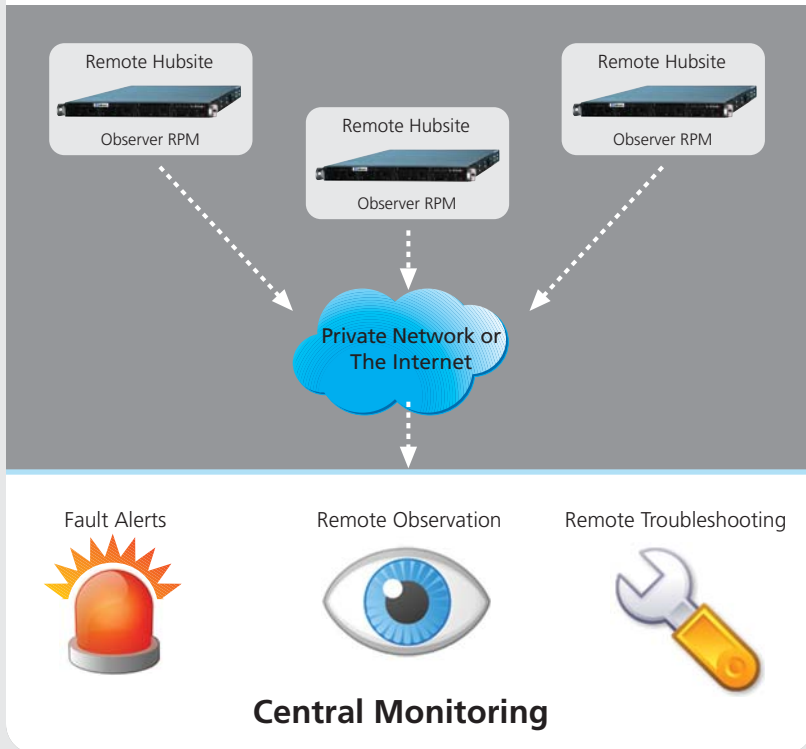 Remote Hubsite
Observer RPM
Remote Hubsite
Observer RPM
Remote Hubsite
Observer RPM
Private Network or
The Internet
Fault Alerts
Remote Observation
Remote Troubleshooting
Central Monitoring